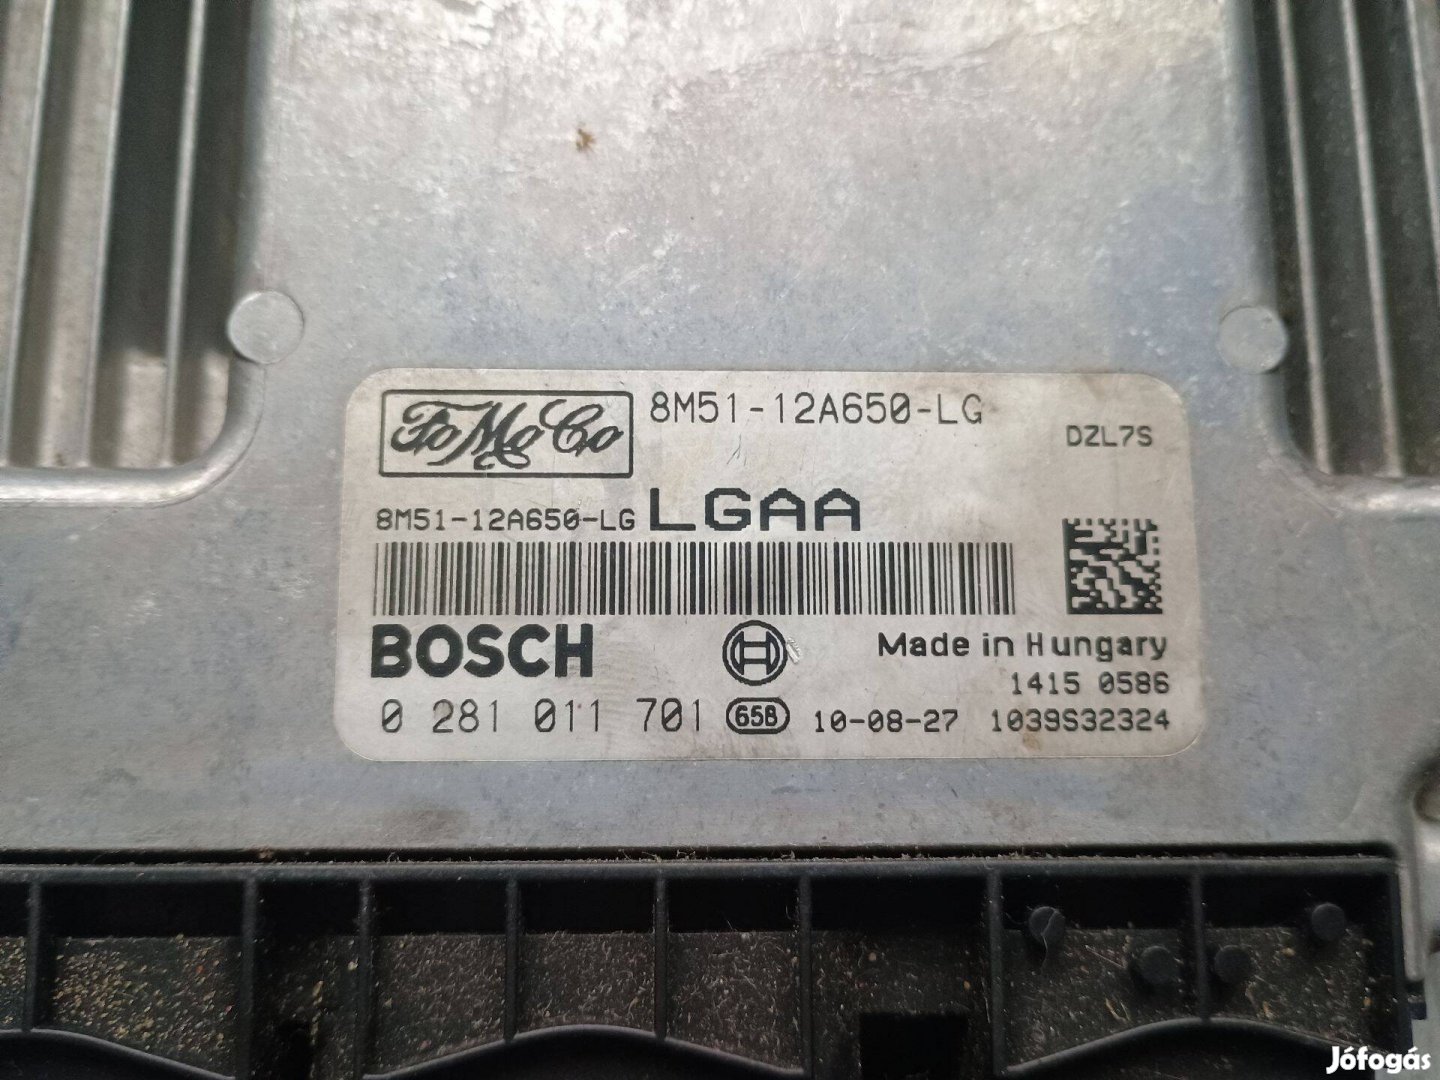 FoMoCo 8M51-12A650-LG
DZL7S
8M51-12A650-LG LGAA
BOSCH Made in Hungary
1415 0586
0 281 011 701 65B 10-08-27 1039S32324
Jófogás